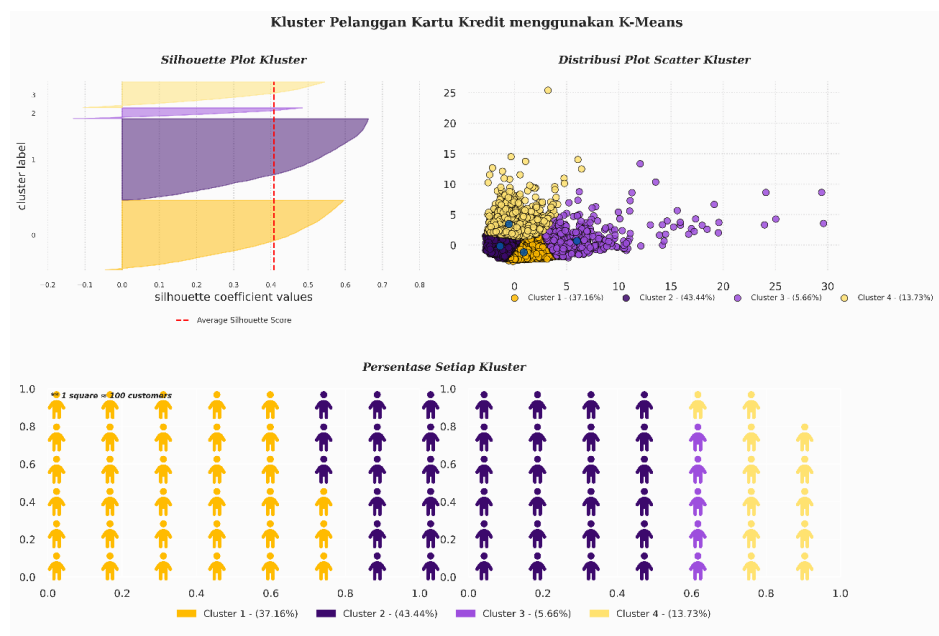 Kluster Pelanggan Kartu Kredit menggunakan K-Means
Silhouette Plot Kluster
3
2
1
0
cluster label
−0.2 −0.1 0.0 0.1 0.2 0.3 0.4 0.5 0.6 0.7 0.8
silhouette coefficient values
Average Silhouette Score
Distribusi Plot Scatter Kluster
25
20
15
10
5
0
0 5 10 15 20 25 30
Cluster 1 - (37.16%) Cluster 2 - (43.44%) Cluster 3 - (5.66%) Cluster 4 - (13.73%)
Persentase Setiap Kluster
** 1 square ≈ 100 customers
1.0
0.8
0.6
0.4
0.2
0.0
0.0 0.2 0.4 0.6 0.8 1.0
1.0
0.8
0.6
0.4
0.2
0.0
0.0 0.2 0.4 0.6 0.8 1.0
Cluster 1 - (37.16%) Cluster 2 - (43.44%) Cluster 3 - (5.66%) Cluster 4 - (13.73%)